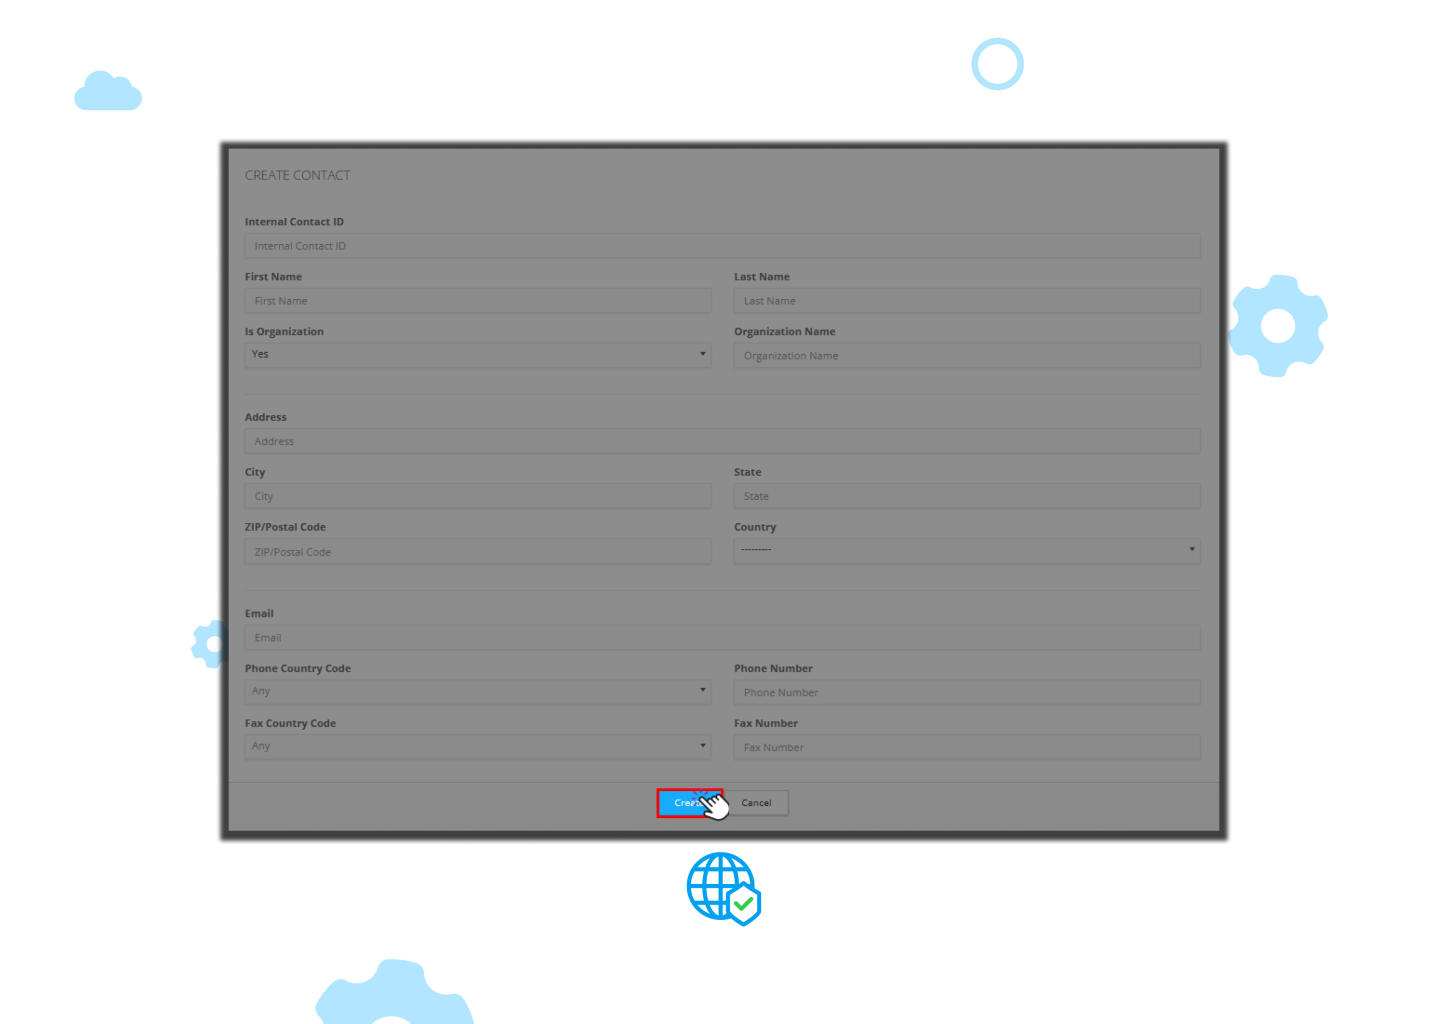 CREATE CONTACT
Internal Contact ID
Internal Contact ID
First Name Last Name
First Name Last Name
Is Organization Organization Name
Yes Organization Name
Address
Address
City State
City State
ZIP/Postal Code Country
ZIP/Postal Code ---------
Email
Email
Phone Country Code Phone Number
Any Phone Number
Fax Country Code Fax Number
Any Fax Number
Cancel